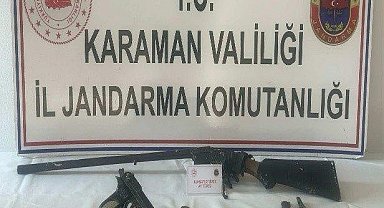 T.C.
KARAMAN VALİLİĞİ
İL JANDARMA KOMUTANLIĞI